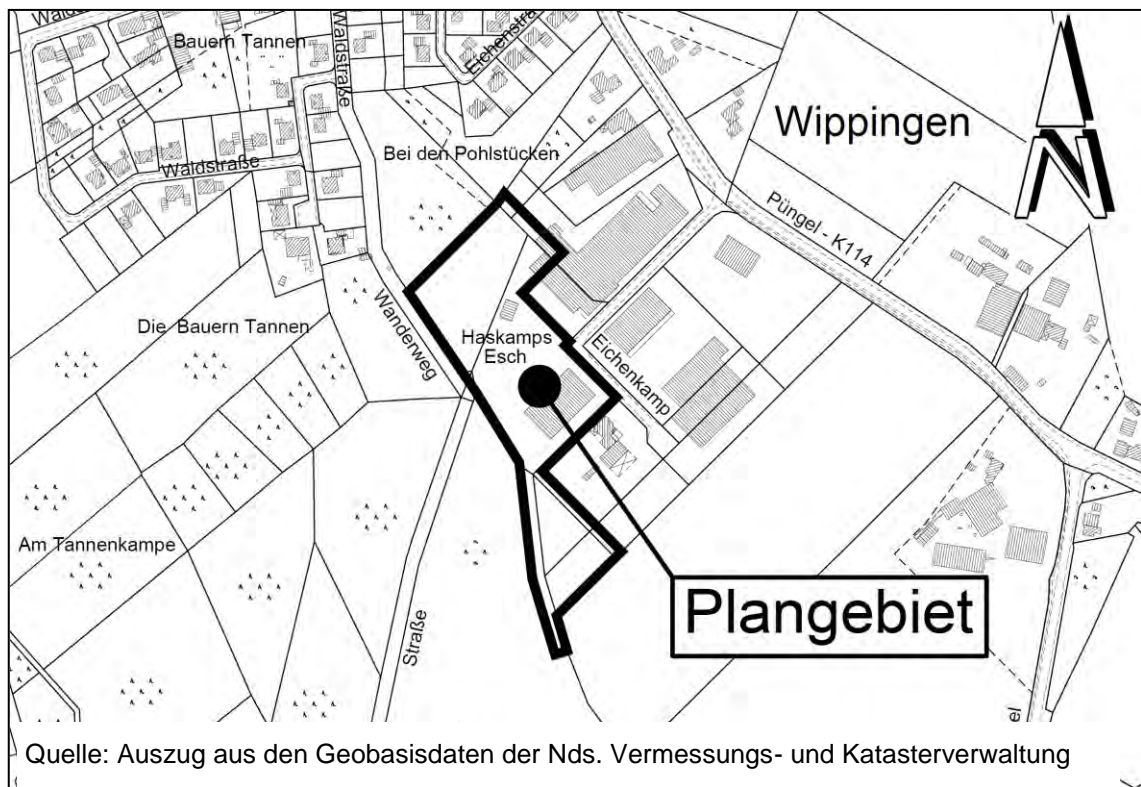 Bauern Tannen
Waldstraße
Eichenstraße
Wippingen
N
Bei den Pohlstücken
Waldstraße
Püngel - K114
Wanderweg
Die Bauern Tannen
Haskamps
Esch
Eichenkamp
Am Tannenkampe
Plangebiet
Straße
Quelle: Auszug aus den Geobasisdaten der Nds. Vermessungs- und Katasterverwaltung